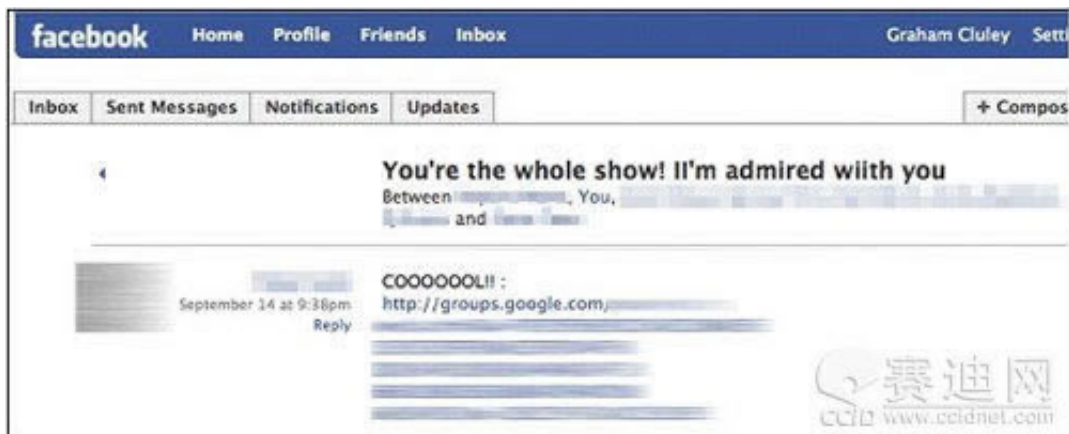 facebook Home Profile Friends Inbox Graham Cluley Setti
Inbox Sent Messages Notifications Updates + Compos
You're the whole show! II'm admired wiith you
Between , You,
and
COOOOOOL!! :
September 14 at 9:38pm http://groups.google.com/
Reply
赛迪网
CCID www.ccidnet.com